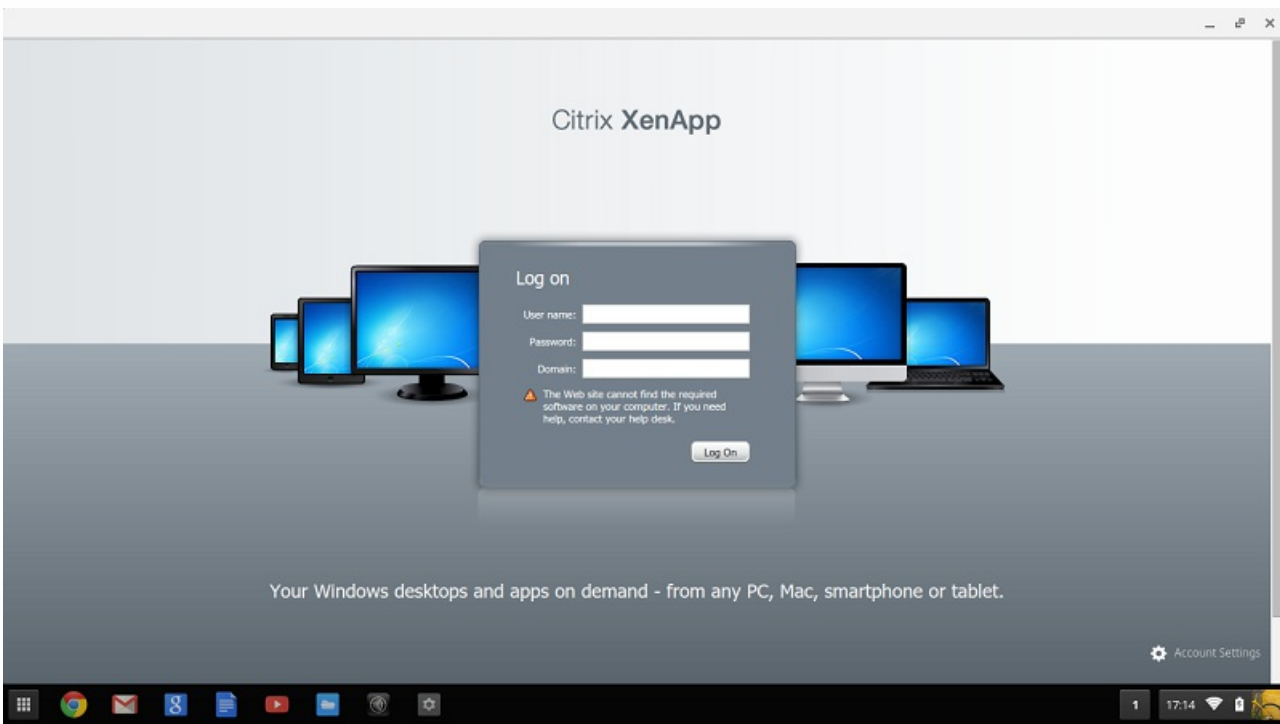 Citrix XenApp
Log on
User name:
Password:
Domain:
The Web site cannot find the required
software on your computer. If you need
help, contact your help desk.
Log On
Your Windows desktops and apps on demand - from any PC, Mac, smartphone or tablet.
Account Settings
8
1
17:14